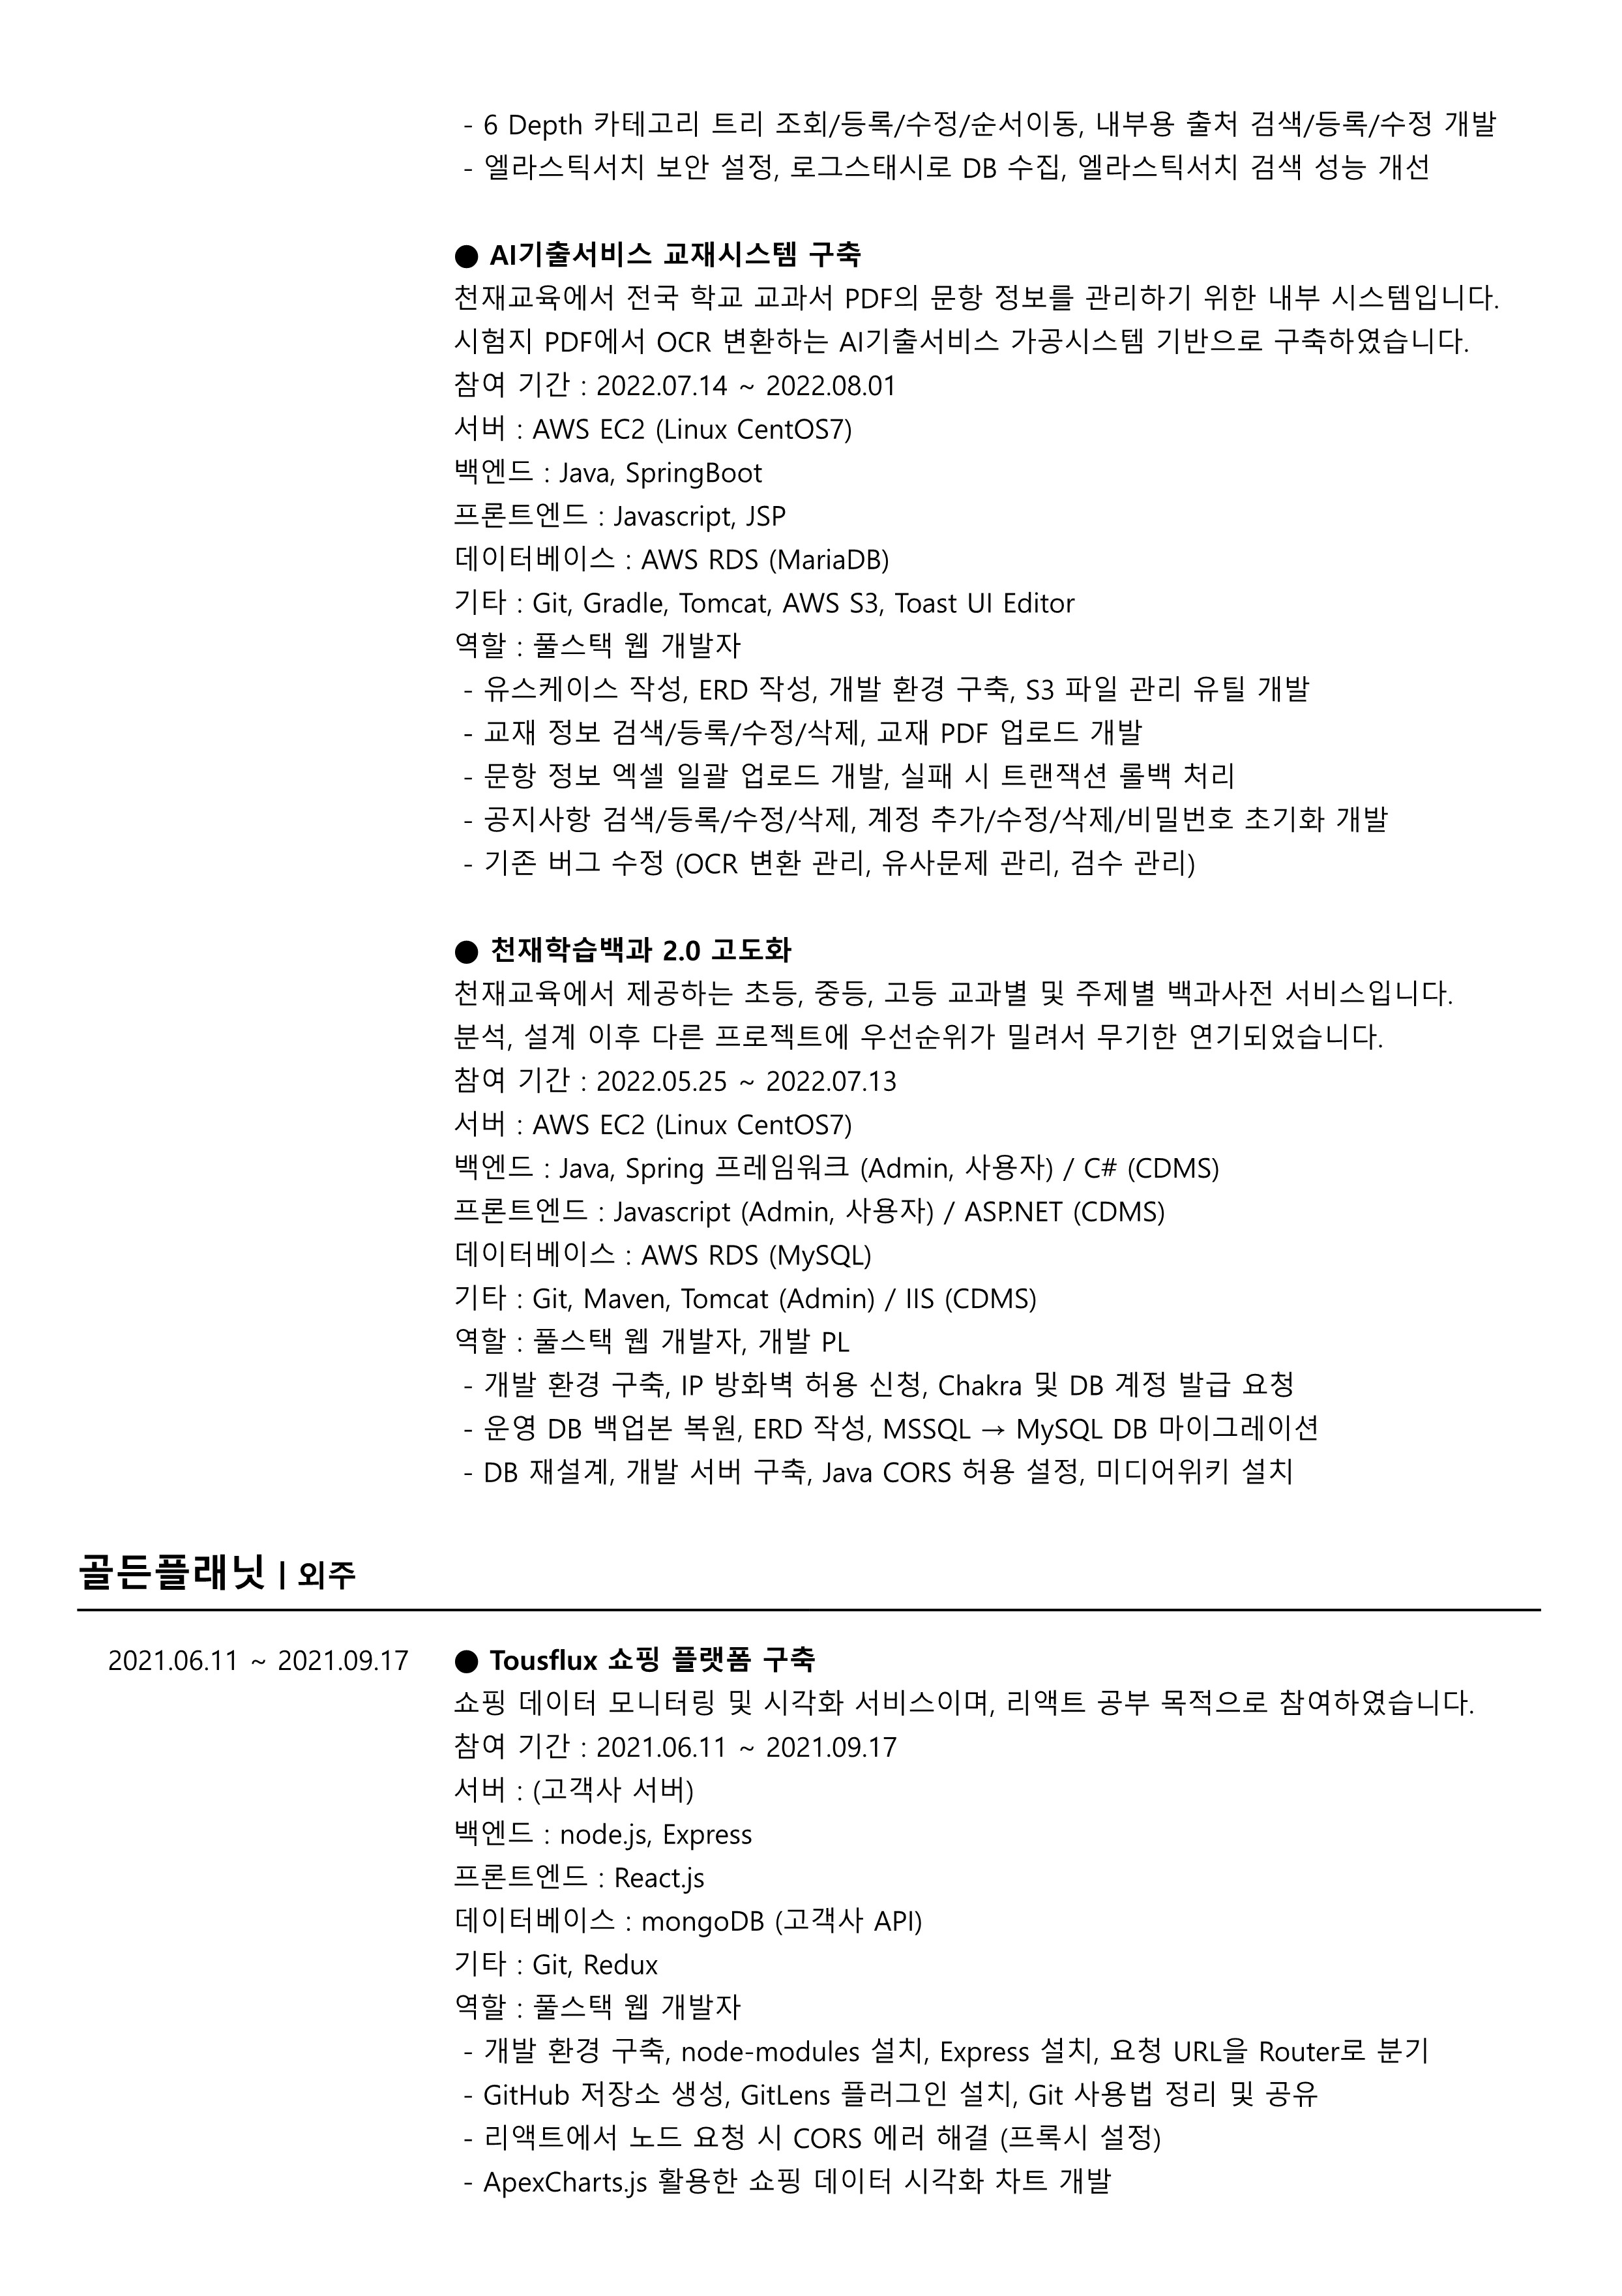 - 6 Depth 카테고리 트리 조회/등록/수정/순서이동, 내부용 출처 검색/등록/수정 개발
- 엘라스틱서치 보안 설정, 로그스태시로 DB 수집, 엘라스틱서치 검색 성능 개선
● AI기출서비스 교재시스템 구축
천재교육에서 전국 학교 교과서 PDF의 문항 정보를 관리하기 위한 내부 시스템입니다.
시험지 PDF에서 OCR 변환하는 AI기출서비스 가공시스템 기반으로 구축하였습니다.
참여 기간 : 2022.07.14 ~ 2022.08.01
서버 : AWS EC2 (Linux CentOS7)
백엔드 : Java, SpringBoot
프론트엔드 : Javascript, JSP
데이터베이스 : AWS RDS (MariaDB)
기타 : Git, Gradle, Tomcat, AWS S3, Toast UI Editor
역할 : 풀스택 웹 개발자
- 유스케이스 작성, ERD 작성, 개발 환경 구축, S3 파일 관리 유틸 개발
- 교재 정보 검색/등록/수정/삭제, 교재 PDF 업로드 개발
- 문항 정보 엑셀 일괄 업로드 개발, 실패 시 트랜잭션 롤백 처리
- 공지사항 검색/등록/수정/삭제, 계정 추가/수정/삭제/비밀번호 초기화 개발
- 기존 버그 수정 (OCR 변환 관리, 유사문제 관리, 검수 관리)
● 천재학습백과 2.0 고도화
천재교육에서 제공하는 초등, 중등, 고등 교과별 및 주제별 백과사전 서비스입니다.
분석, 설계 이후 다른 프로젝트에 우선순위가 밀려서 무기한 연기되었습니다.
참여 기간 : 2022.05.25 ~ 2022.07.13
서버 : AWS EC2 (Linux CentOS7)
백엔드 : Java, Spring 프레임워크 (Admin, 사용자) / C# (CDMS)
프론트엔드 : Javascript (Admin, 사용자) / ASP.NET (CDMS)
데이터베이스 : AWS RDS (MySQL)
기타 : Git, Maven, Tomcat (Admin) / IIS (CDMS)
역할 : 풀스택 웹 개발자, 개발 PL
- 개발 환경 구축, IP 방화벽 허용 신청, Chakra 및 DB 계정 발급 요청
- 운영 DB 백업본 복원, ERD 작성, MSSQL → MySQL DB 마이그레이션
- DB 재설계, 개발 서버 구축, Java CORS 허용 설정, 미디어위키 설치
골든플래닛 | 외주
2021.06.11 ~ 2021.09.17 ● Tousflux 쇼핑 플랫폼 구축
쇼핑 데이터 모니터링 및 시각화 서비스이며, 리액트 공부 목적으로 참여하였습니다.
참여 기간 : 2021.06.11 ~ 2021.09.17
서버 : (고객사 서버)
백엔드 : node.js, Express
프론트엔드 : React.js
데이터베이스 : mongoDB (고객사 API)
기타 : Git, Redux
역할 : 풀스택 웹 개발자
- 개발 환경 구축, node-modules 설치, Express 설치, 요청 URL을 Router로 분기
- GitHub 저장소 생성, GitLens 플러그인 설치, Git 사용법 정리 및 공유
- 리액트에서 노드 요청 시 CORS 에러 해결 (프록시 설정)
- ApexCharts.js 활용한 쇼핑 데이터 시각화 차트 개발